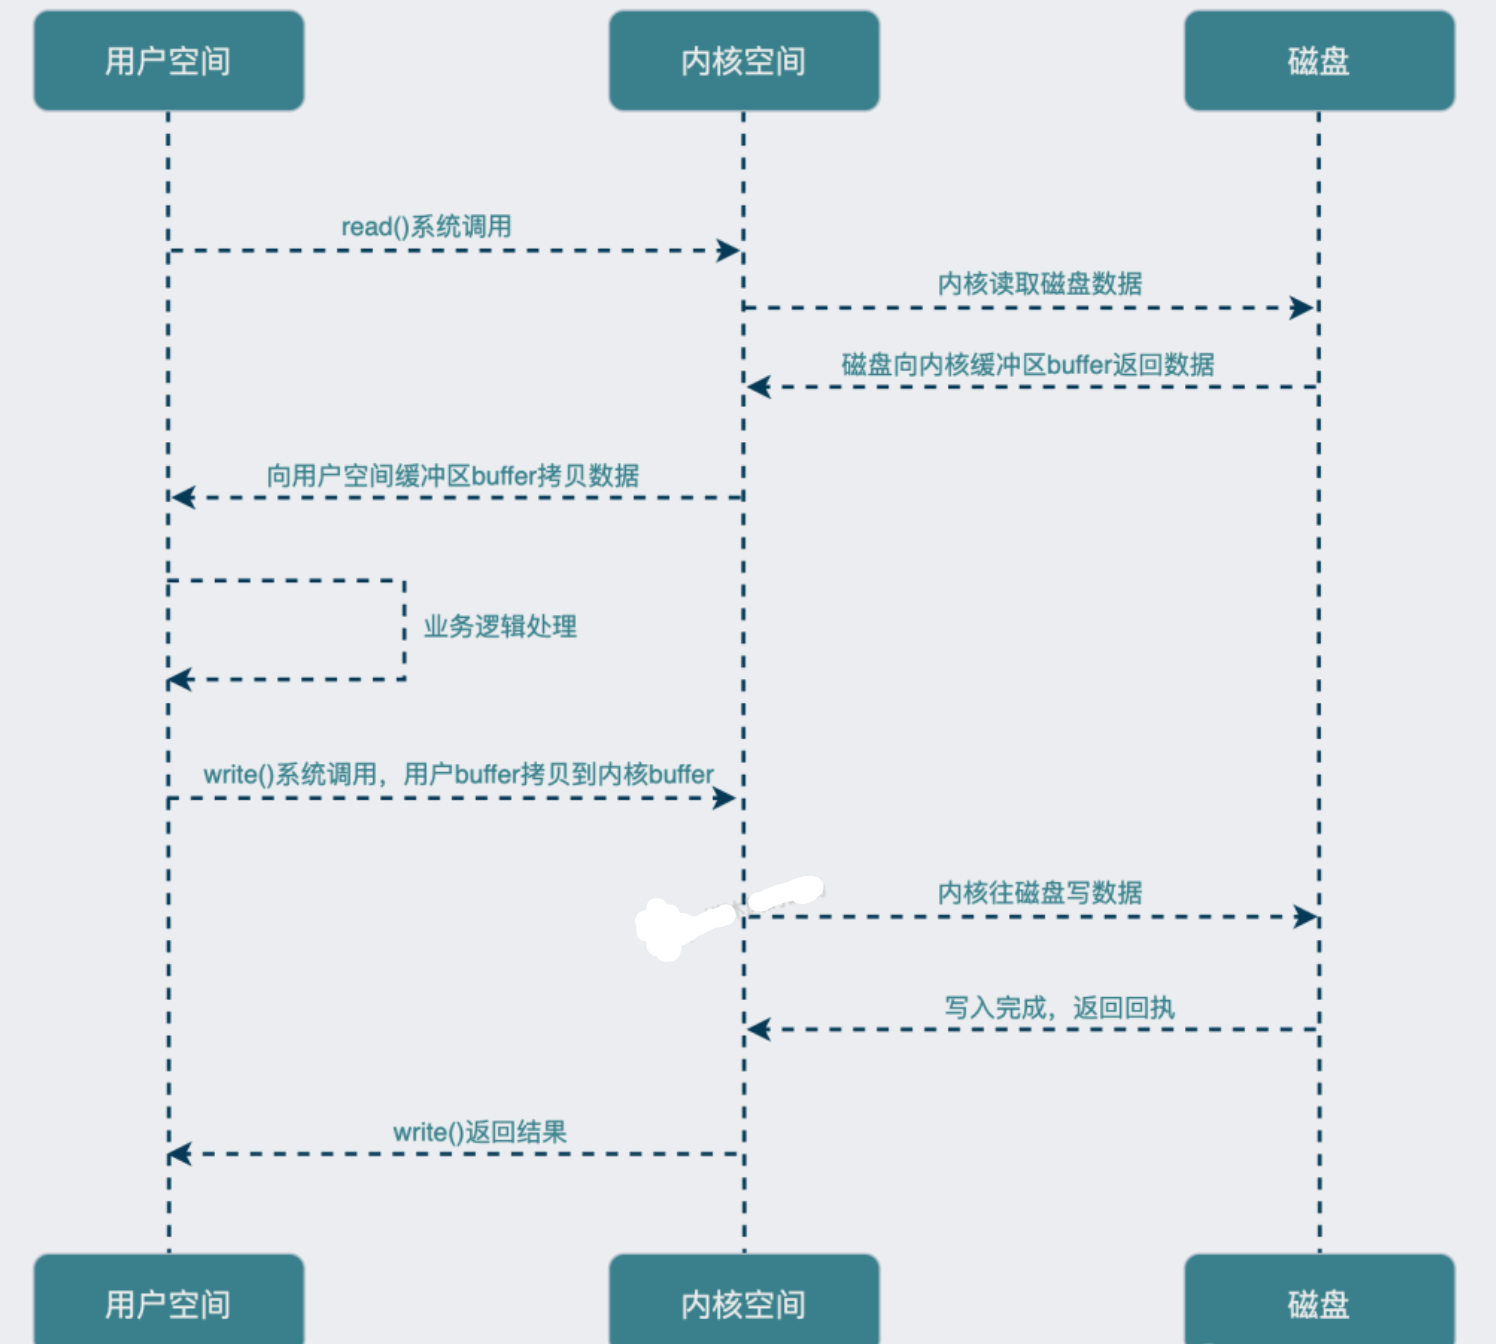 用户空间
内核空间
磁盘
read()系统调用
内核读取磁盘数据
磁盘向内核缓冲区buffer返回数据
向用户空间缓冲区buffer拷贝数据
业务逻辑处理
write()系统调用，用户buffer拷贝到内核buffer
内核往磁盘写数据
写入完成，返回回执
write()返回结果
用户空间
内核空间
磁盘